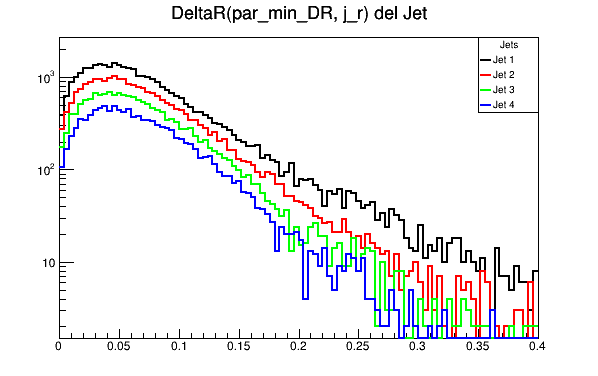 DeltaR(par_min_DR, j_r) del Jet
Jets
Jet 1
Jet 2
Jet 3
Jet 4
10³
10²
10
0 0.05 0.1 0.15 0.2 0.25 0.3 0.35 0.4